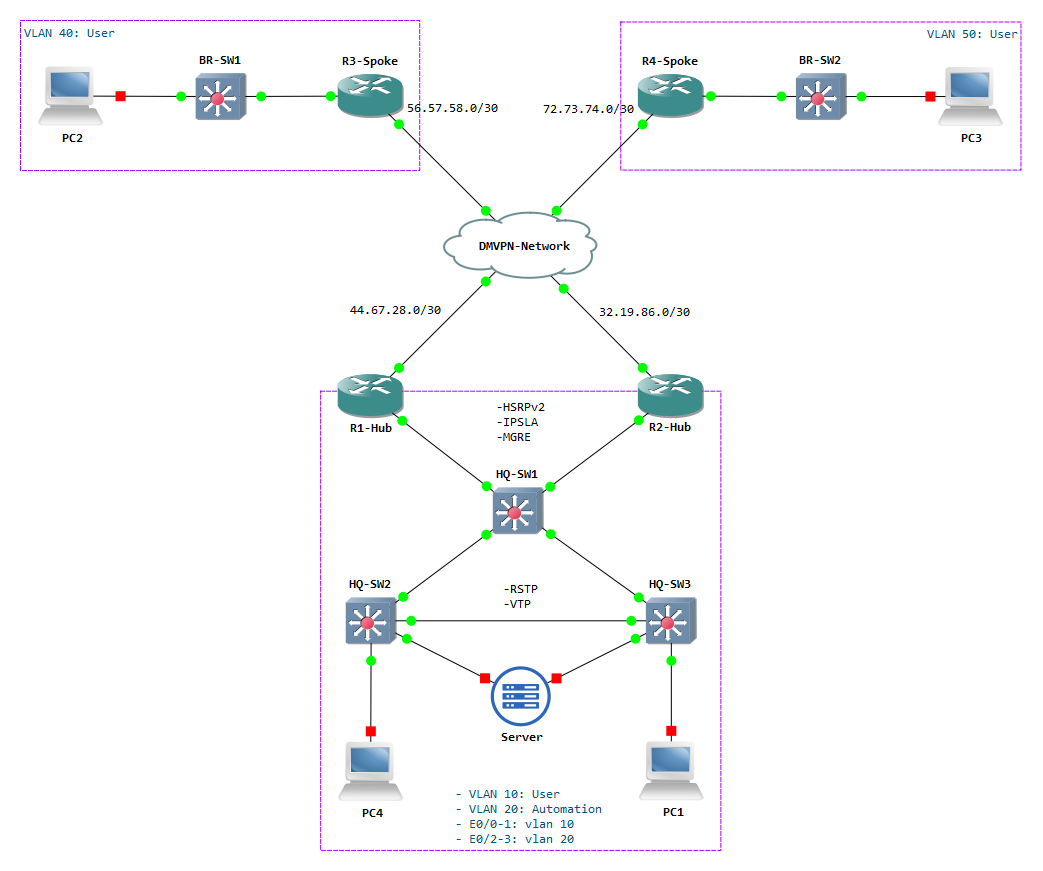 VLAN 40: User
VLAN 50: User
BR-SW1
R3-Spoke
R4-Spoke
BR-SW2
56.57.58.0/30
72.73.74.0/30
PC2
PC3
DMVPN-Network
44.67.28.0/30
32.19.86.0/30
-HSRPv2
-IPSLA
-MGRE
R1-Hub
R2-Hub
HQ-SW1
HQ-SW2
HQ-SW3
-RSTP
-VTP
Server
PC4
PC1
- VLAN 10: User
- VLAN 20: Automation
- E0/0-1: vlan 10
- E0/2-3: vlan 20